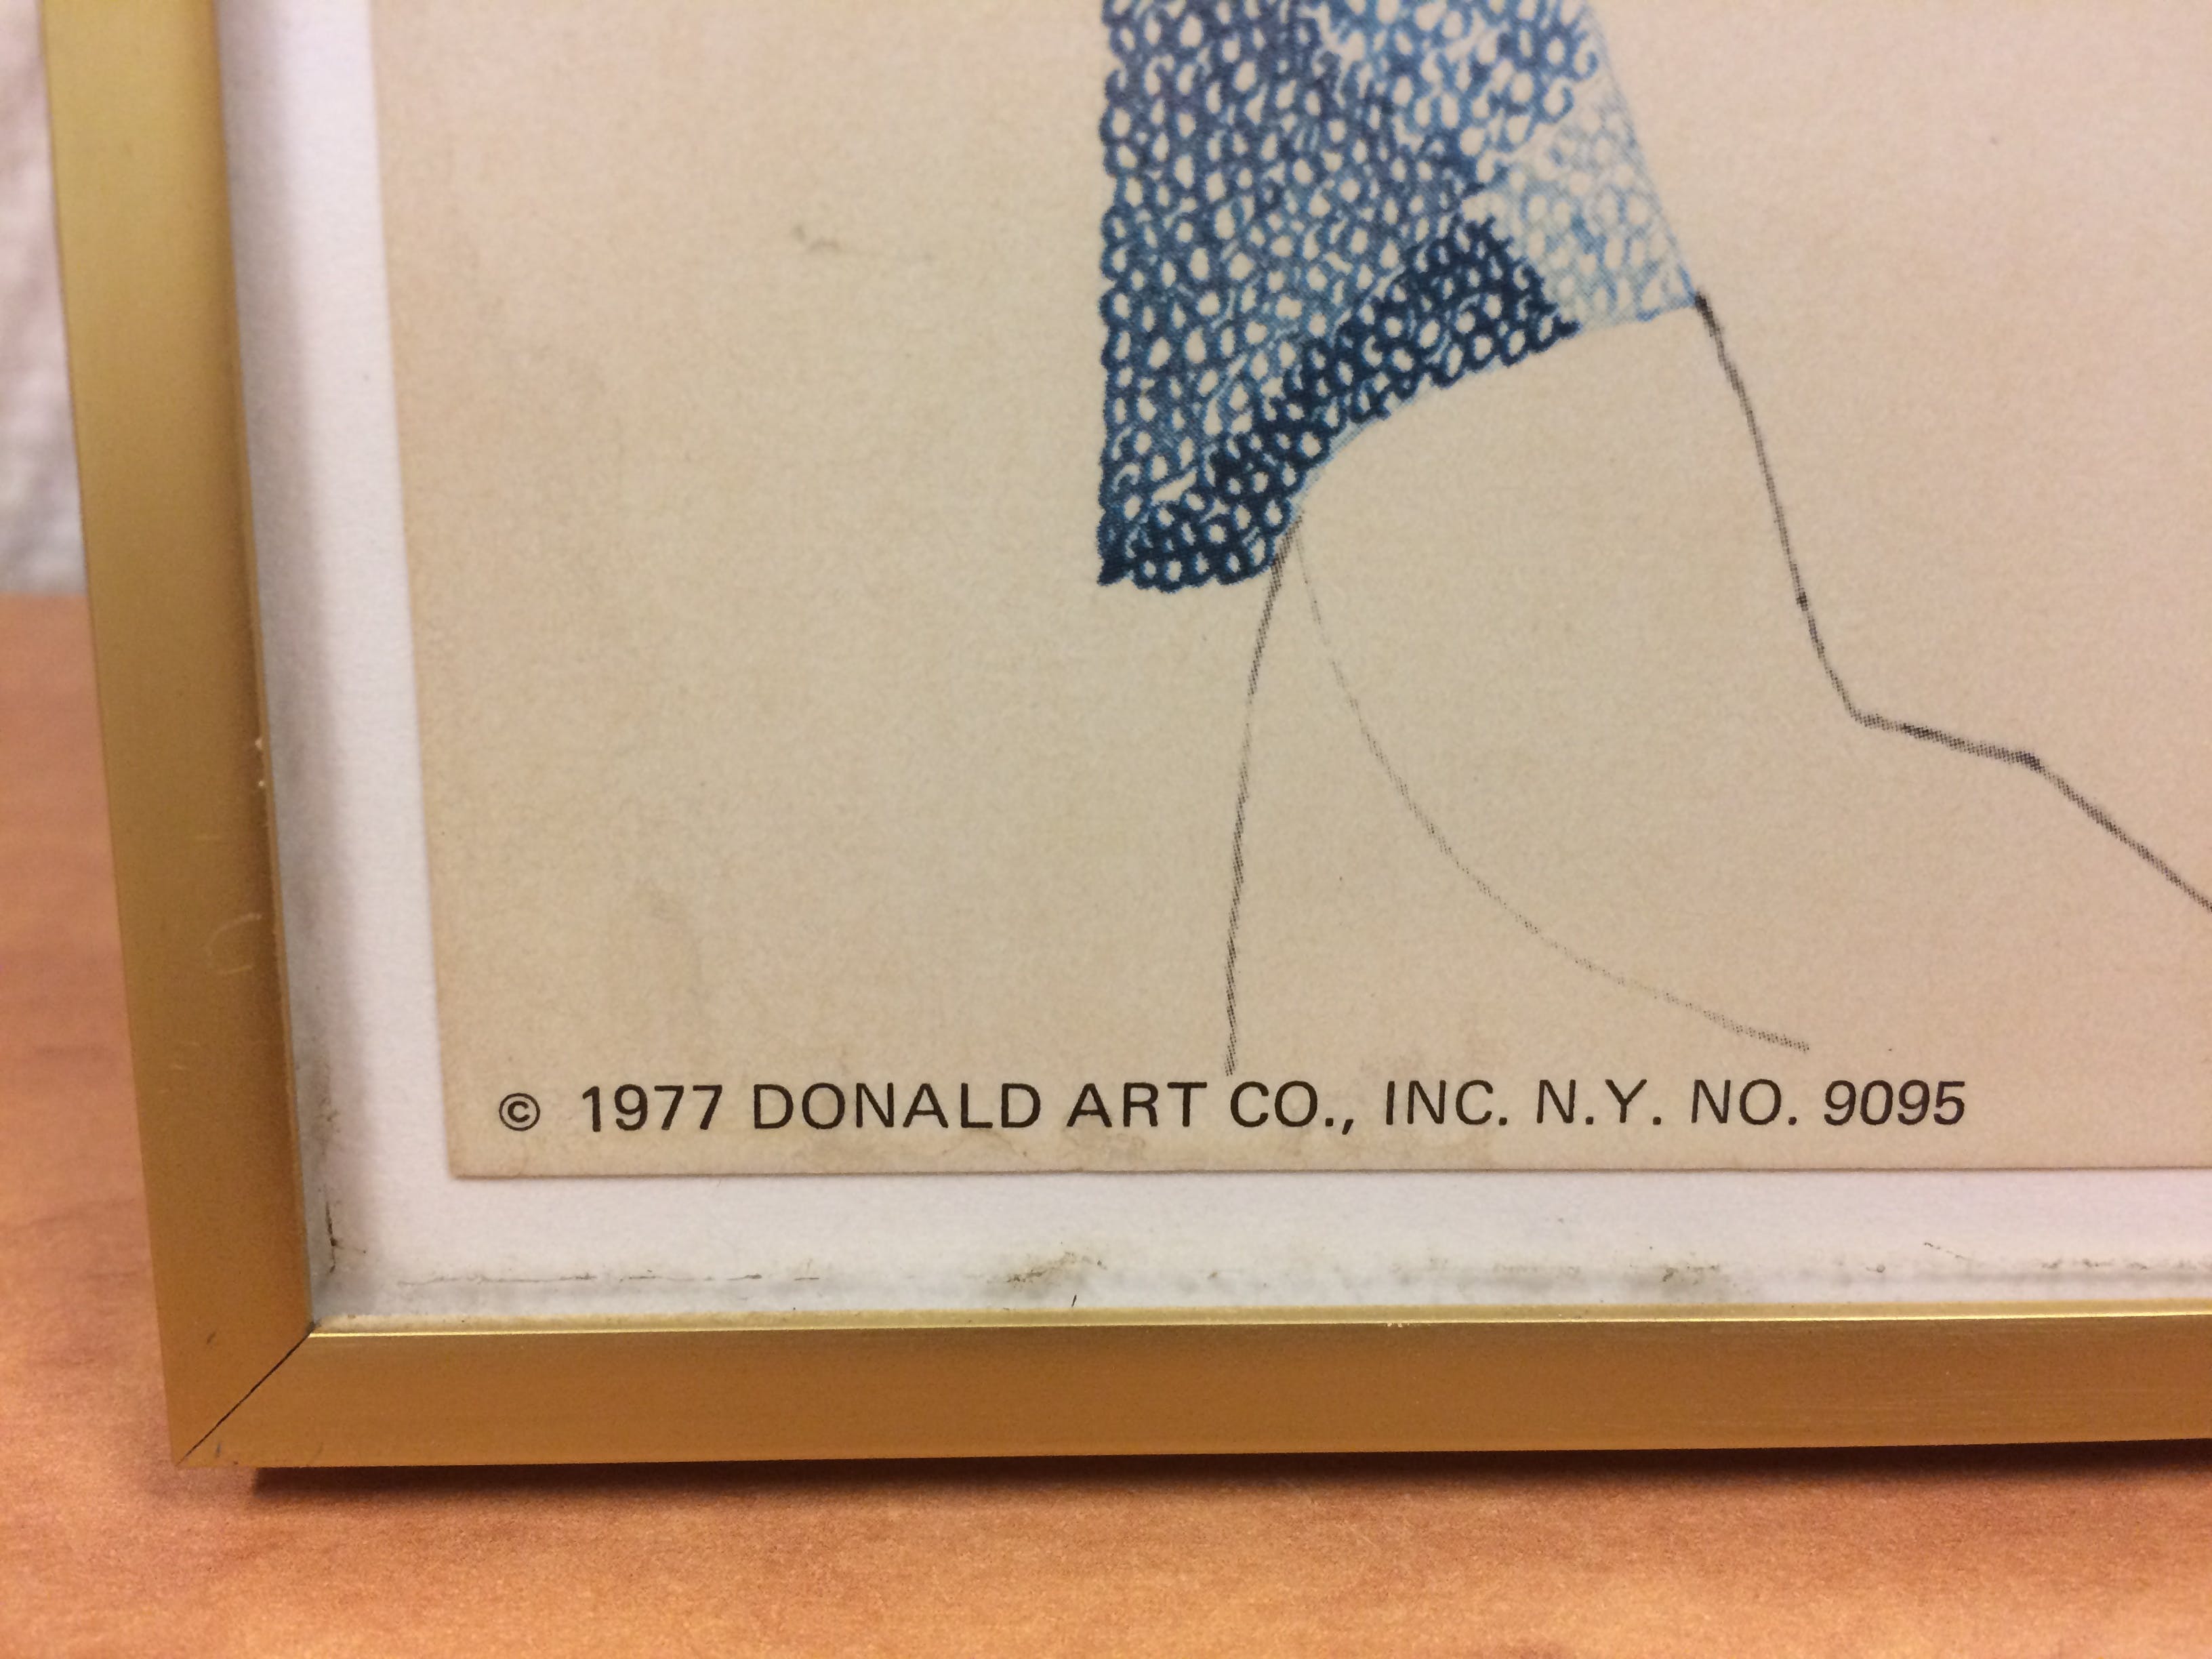 © 1977 DONALD ART CO., INC. N.Y. NO. 9095